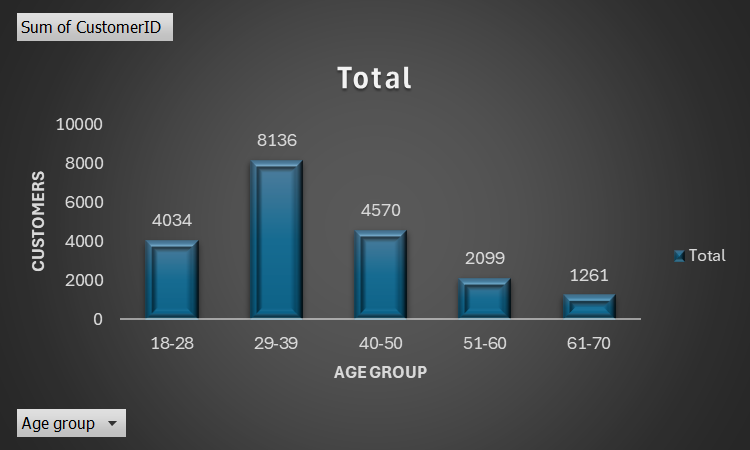 Sum of CustomerID
Total
10000
8000
6000
4000
2000
0
CUSTOMERS
4034
8136
4570
2099
1261
18-28
29-39
40-50
51-60
61-70
AGE GROUP
Total
Age group